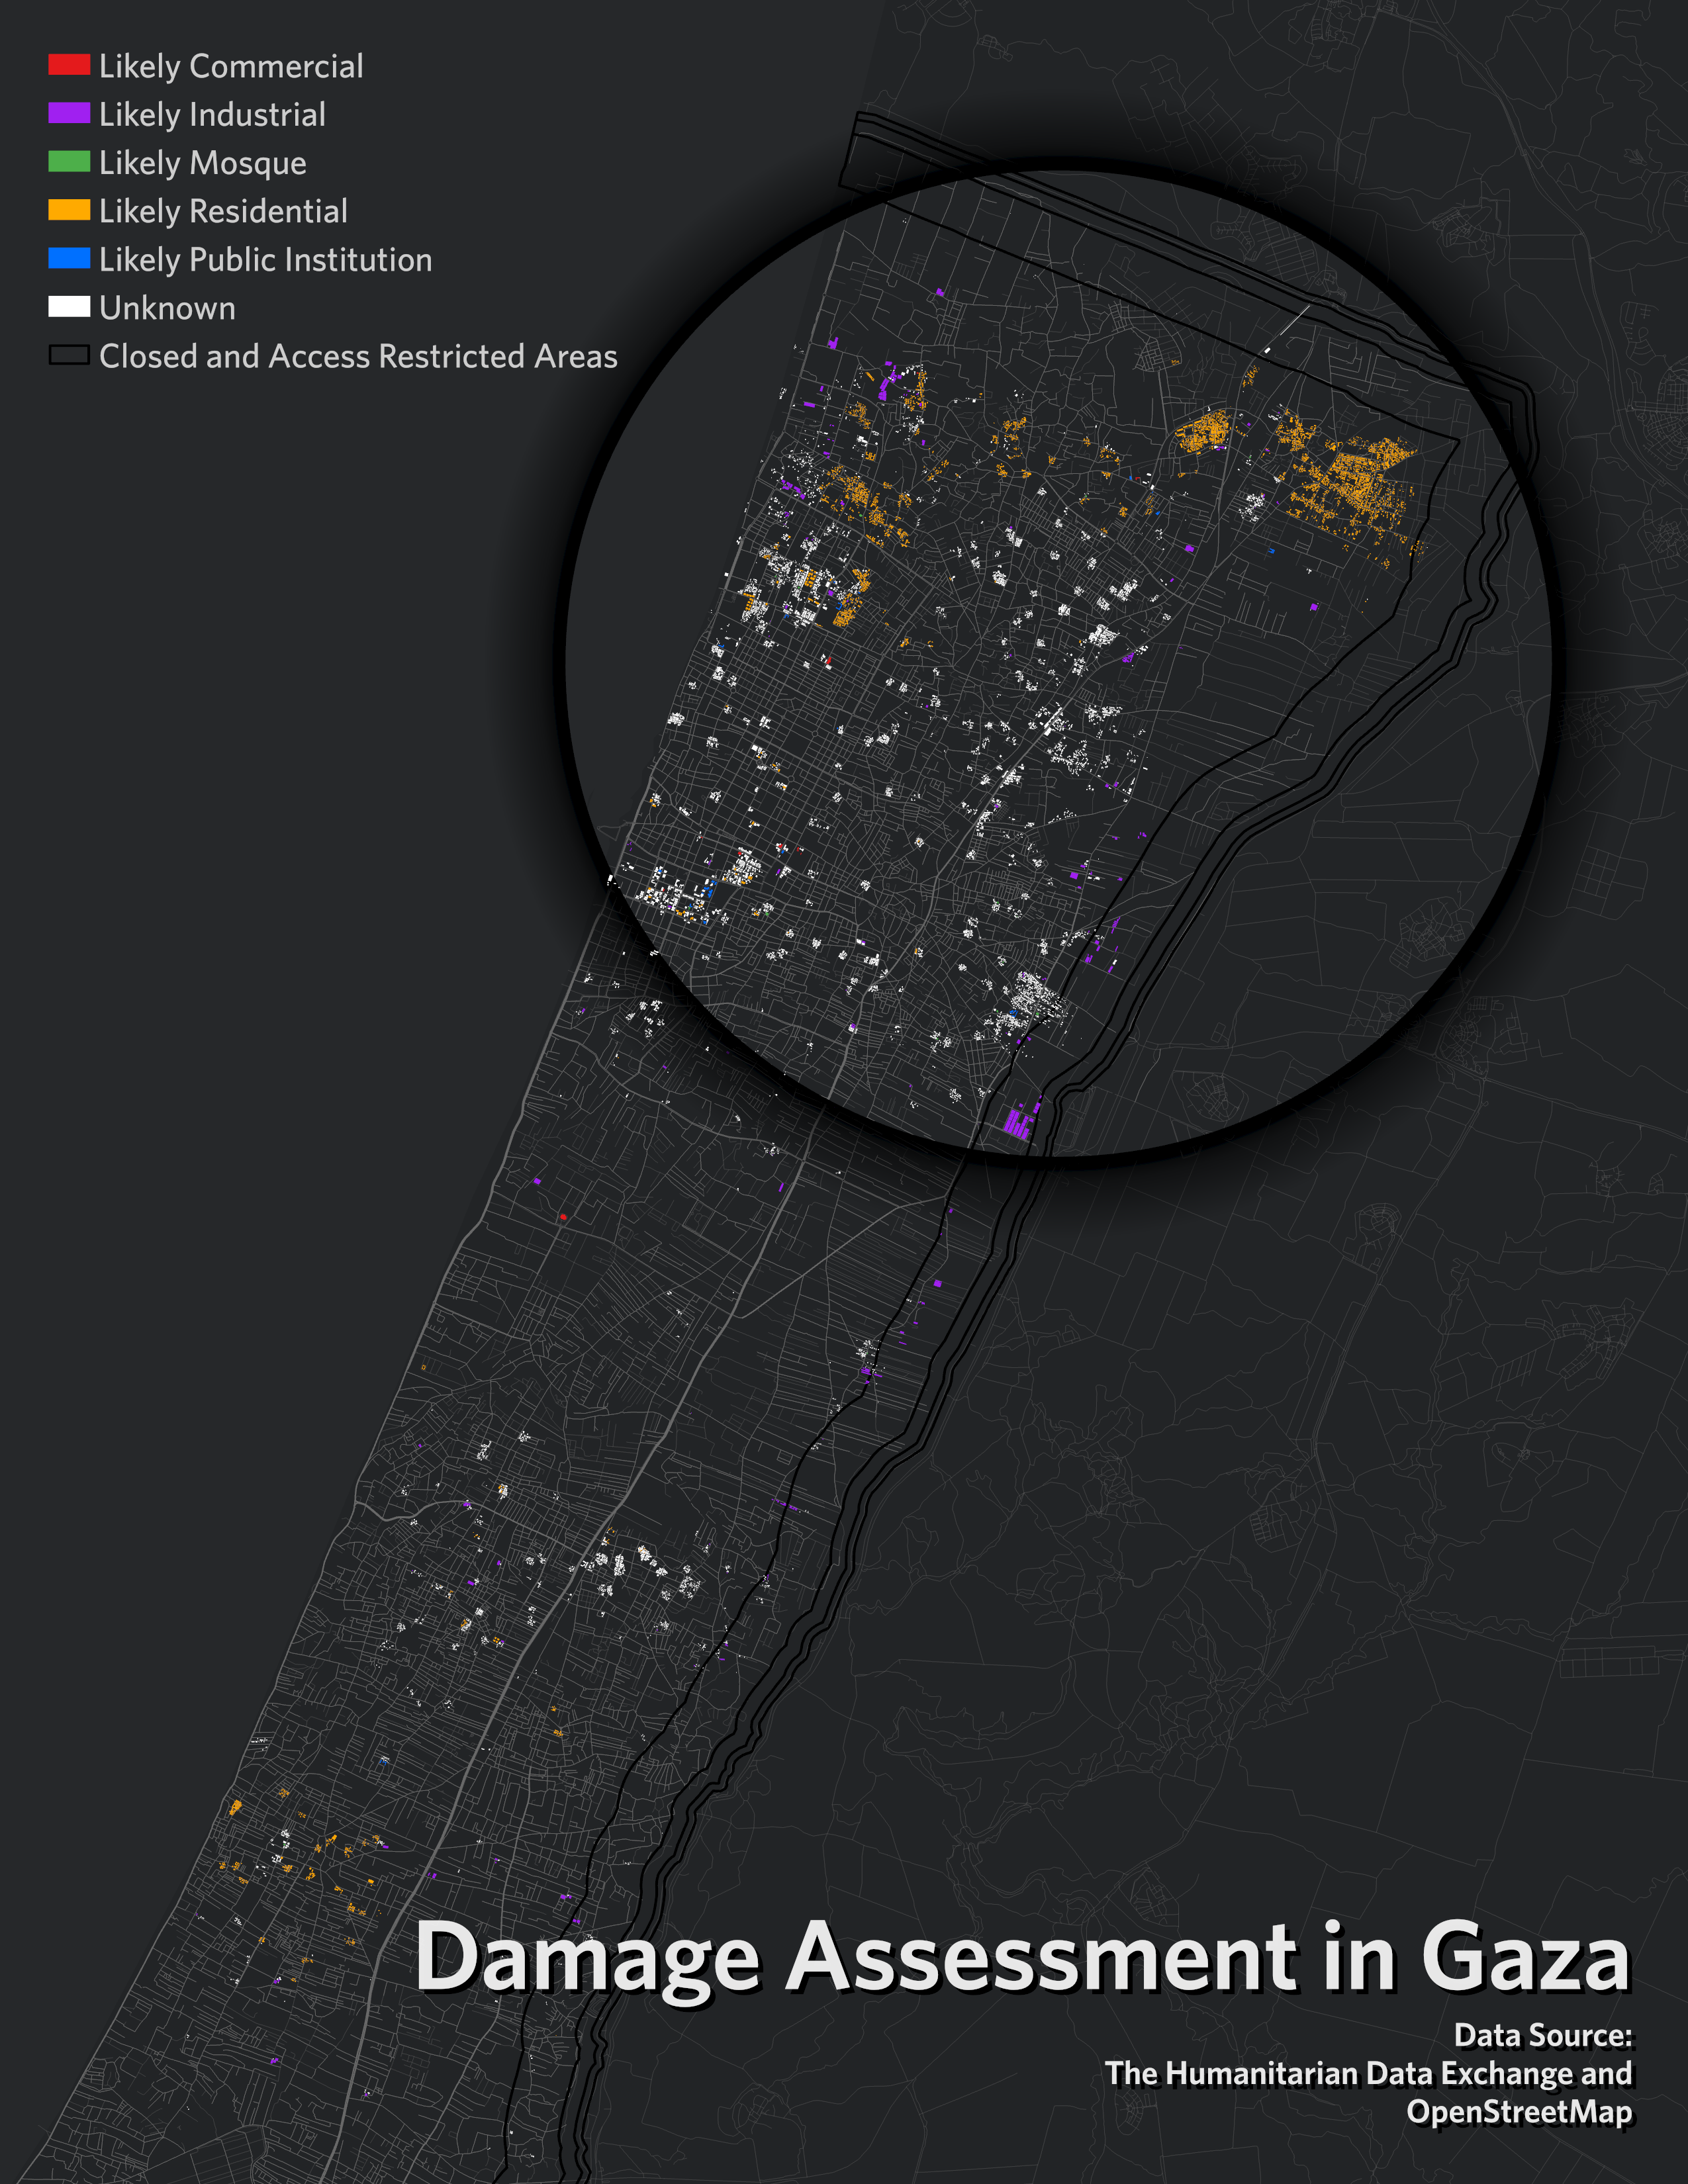 Likely Commercial
Likely Industrial
Likely Mosque
Likely Residential
Likely Public Institution
Unknown
Closed and Access Restricted Areas
Damage Assessment in Gaza
Data Source:
The Humanitarian Data Exchange and
OpenStreetMap